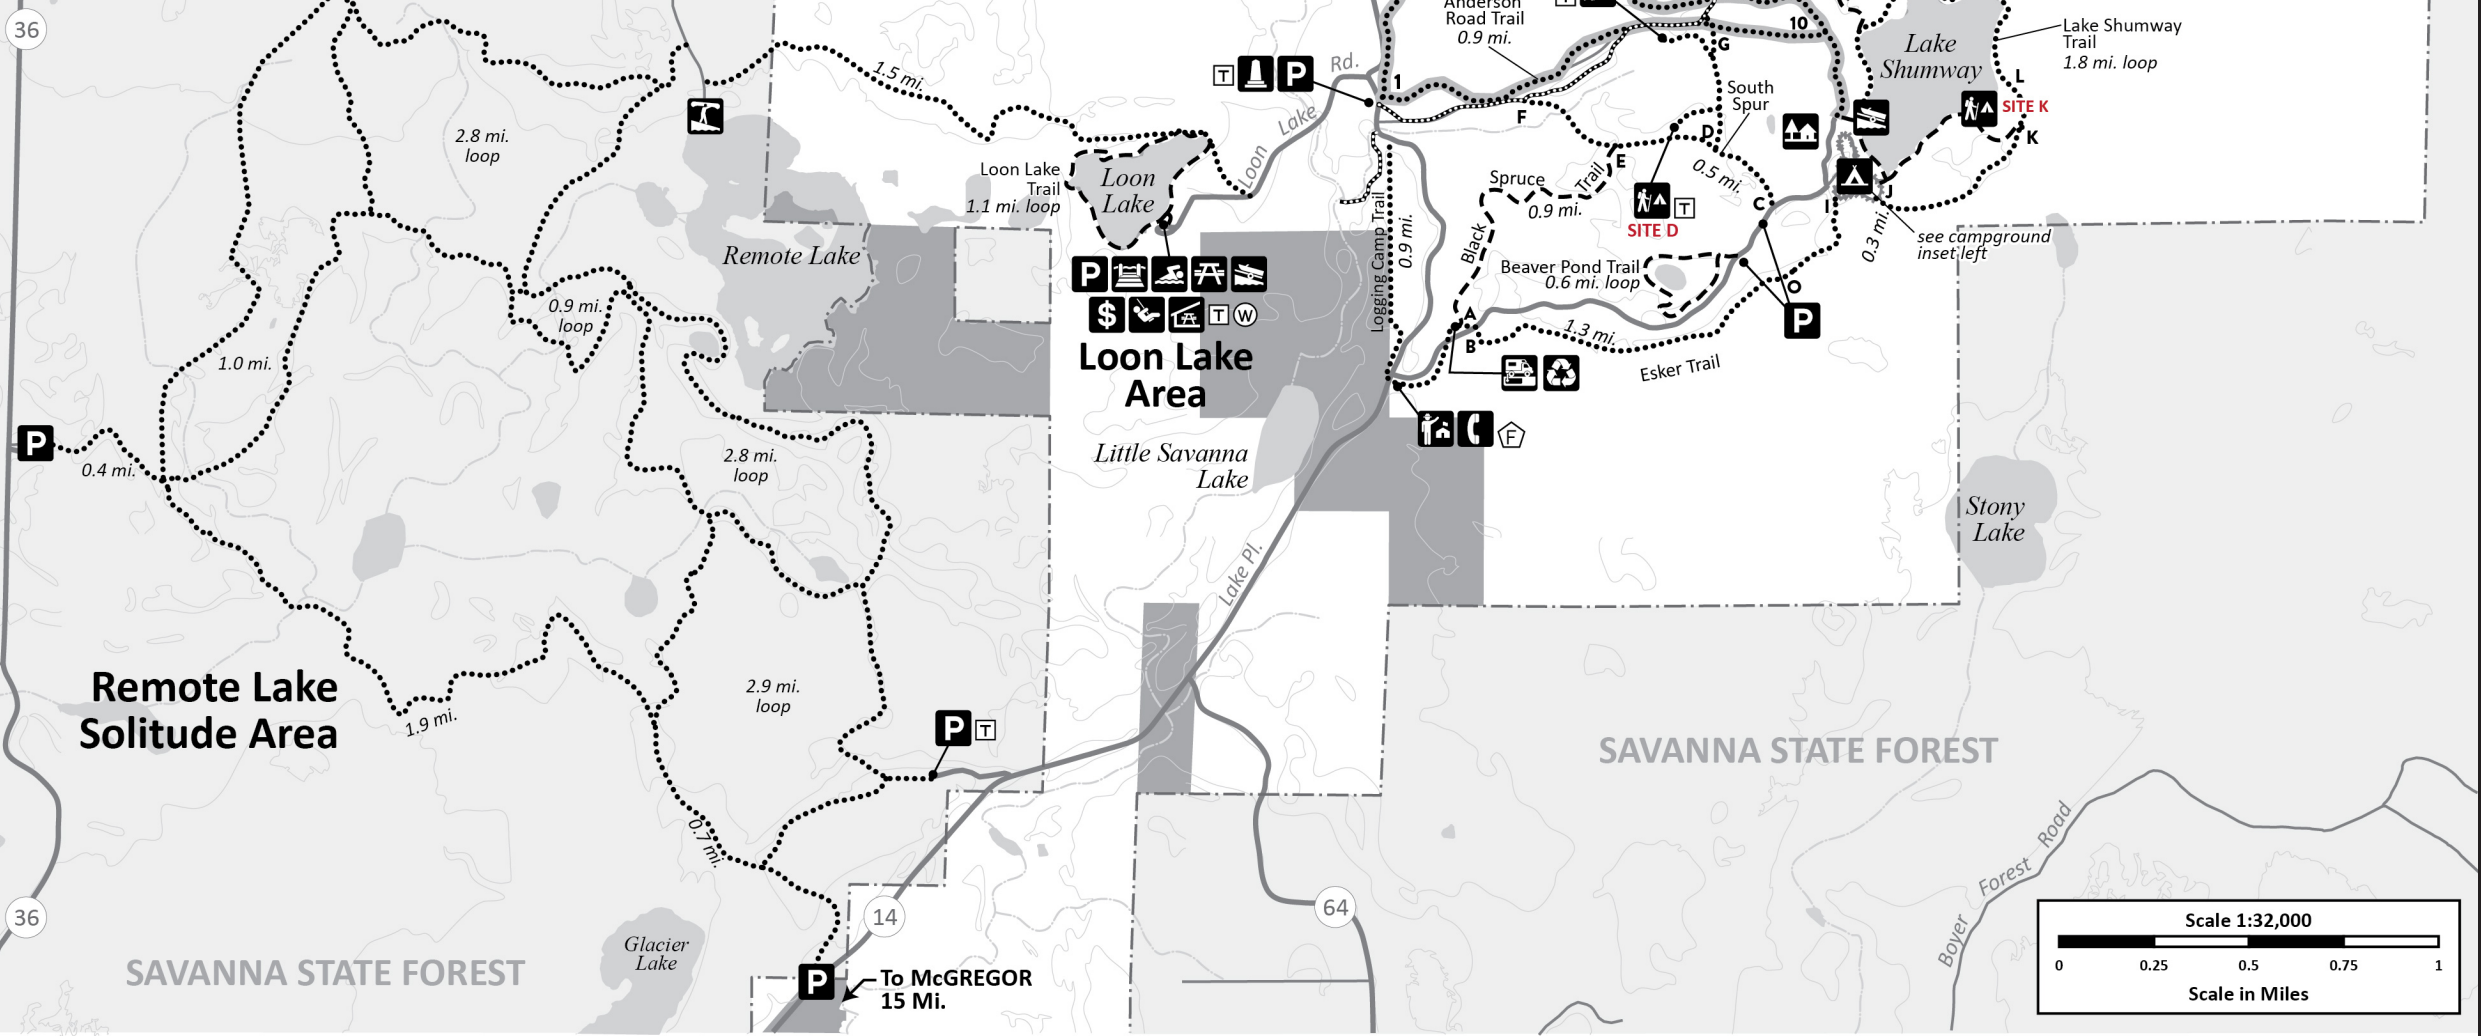 36
2.8 mi.
loop
1.5 mi.
Loon Lake
Trail
1.1 mi. loop
Loon
Lake
T
P
Loon
Lake
Rd.
Anderson
Road Trail
0.9 mi.
T
1
10
G
F
South
Spur
D
E
0.5 mi.
Lake
Shumway
Lake Shumway
Trail
1.8 mi. loop
L
SITE K
K
J
I
C
0.3 mi.
see campground
inset left
Black
Spruce
Trail
0.9 mi.
T
SITE D
Beaver Pond Trail
0.6 mi. loop
O
P
Logging Camp Trail
0.9 mi.
A
B
1.3 mi.
Esker Trail
F
Remote Lake
P
$
T
W
Loon Lake
Area
0.9 mi.
loop
1.0 mi.
P
0.4 mi.
2.8 mi.
loop
Little Savanna
Lake
Stony
Lake
Lake Pl.
Remote Lake
Solitude Area
1.9 mi.
2.9 mi.
loop
P
T
0.7 mi.
SAVANNA STATE FOREST
36
14
64
Boyer
Forest
Road
Glacier
Lake
SAVANNA STATE FOREST
P
To McGREGOR
15 Mi.
Scale 1:32,000
0 0.25 0.5 0.75 1
Scale in Miles